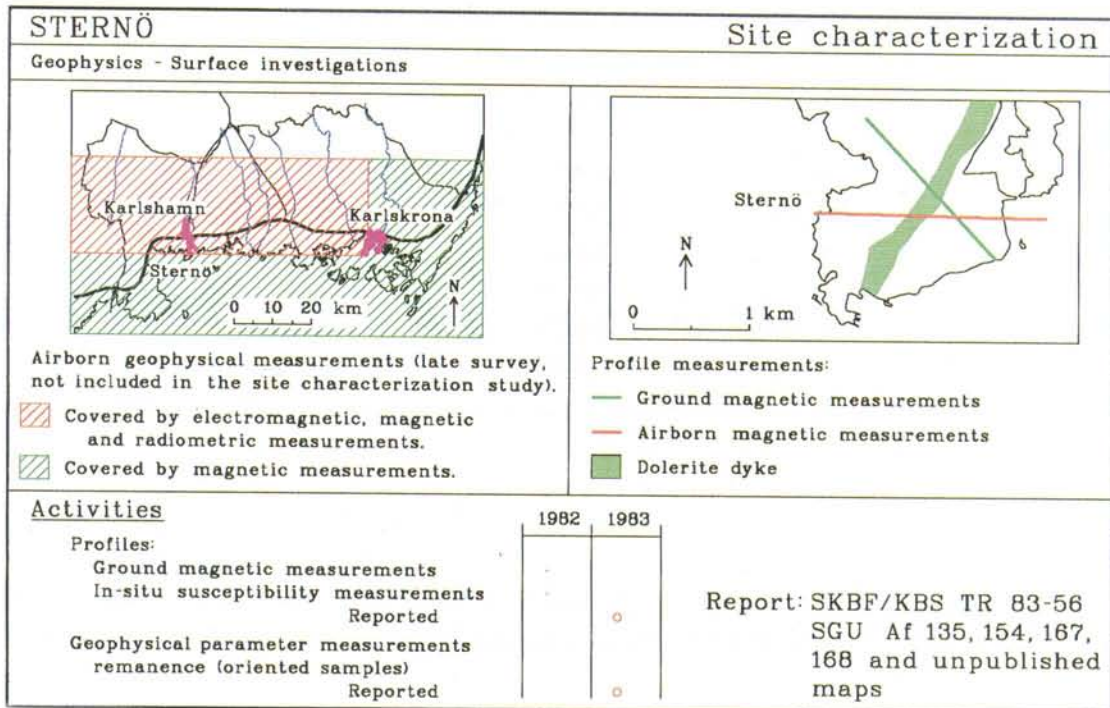 STERNÖ
Site characterization
Geophysics - Surface investigations
Karlshamn
Karlskrona
Sternö
N
0 10 20 km
Airborn geophysical measurements (late survey,
not included in the site characterization study).
Covered by electromagnetic, magnetic
and radiometric measurements.
Covered by magnetic measurements.
Sternö
N
0 1 km
Profile measurements:
Ground magnetic measurements
Airborn magnetic measurements
Dolerite dyke
Activities
1982 1983
Profiles:
Ground magnetic measurements
In-situ susceptibility measurements
Reported
Geophysical parameter measurements
remanence (oriented samples)
Reported
Report: SKBF/KBS TR 83-56
SGU Af 135, 154, 167,
168 and unpublished
maps